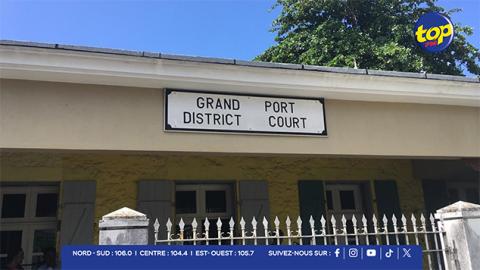 top
FM
GRAND PORT
DISTRICT COURT
NORD - SUD : 106.0 I CENTRE : 104.4 I EST- OUEST : 105.7 SUIVEZ-NOUS SUR :